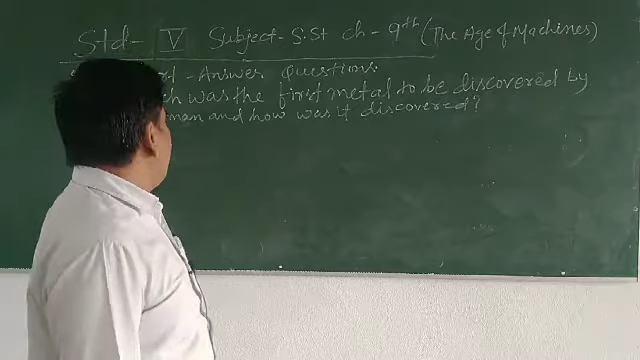 Std- V Subject- S.St ch- 9th (The Age of Machines)
- Answer Questions
was the first metal to be discovered by
man and how was it discovered?